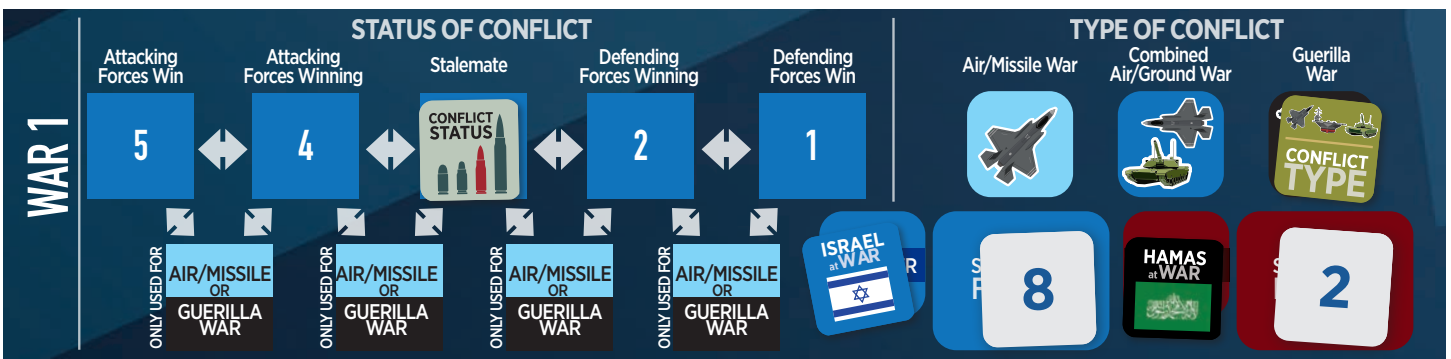 WAR 1
STATUS OF CONFLICT
Attacking
Forces Win
Attacking
Forces Winning
Stalemate
Defending
Forces Winning
Defending
Forces Win
5
4
CONFLICT
STATUS
2
1
ONLY USED FOR
AIR/MISSILE
OR
GUERILLA
WAR
ONLY USED FOR
AIR/MISSILE
OR
GUERILLA
WAR
ONLY USED FOR
AIR/MISSILE
OR
GUERILLA
WAR
ONLY USED FOR
AIR/MISSILE
OR
GUERILLA
WAR
TYPE OF CONFLICT
Air/Missile War
Combined
Air/Ground War
Guerilla
War
CONFLICT
TYPE
ISRAEL
at WAR
R
S
F
8
HAMAS
at WAR
S
2